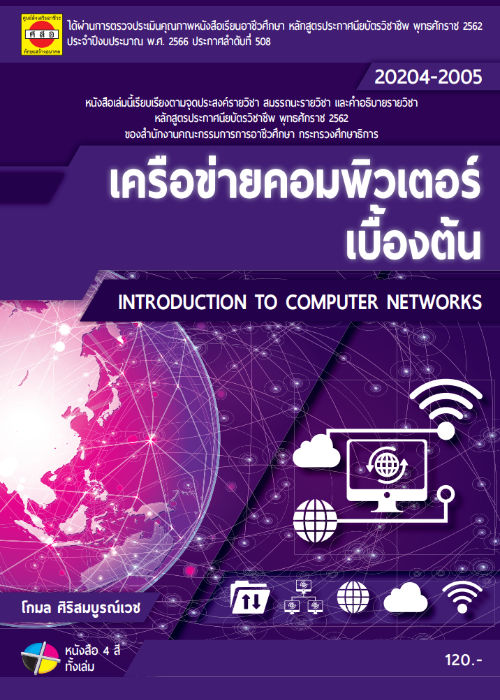 ศูนย์ส่งเสริมอาชีวะ
ศ ส อ
ได้ผ่านการตรวจประเมินคุณภาพหนังสือเรียนอาชีวศึกษา หลักสูตรประกาศนียบัตรวิชาชีพ พุทธศักราช 2562
ประจำปีงบประมาณ พ.ศ. 2566 ประกาศลำดับที่ 508
20204-2005
หนังสือเล่มนี้เรียบเรียงตามจุดประสงค์รายวิชา สมรรถนะรายวิชา และคำอธิบายรายวิชา
หลักสูตรประกาศนียบัตรวิชาชีพ พุทธศักราช 2562
ของสำนักงานคณะกรรมการการอาชีวศึกษา กระทรวงศึกษาธิการ
เครือข่ายคอมพิวเตอร์
เบื้องต้น
INTRODUCTION TO COMPUTER NETWORKS
โกมล ศิริสมบูรณ์เวช
หนังสือ 4 สี
ทั้งเล่ม
120.-